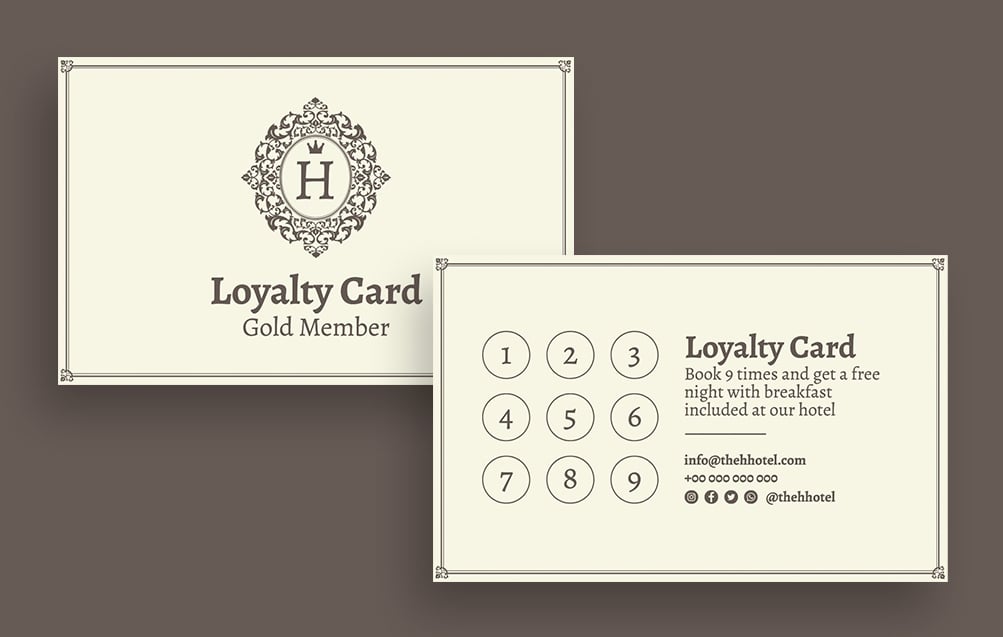 H
Loyalty Card
Gold Member
1 2 3
4 5 6
7 8 9
Loyalty Card
Book 9 times and get a free
night with breakfast
included at our hotel
info@thehhotel.com
+00 000 000 000
@thehhotel